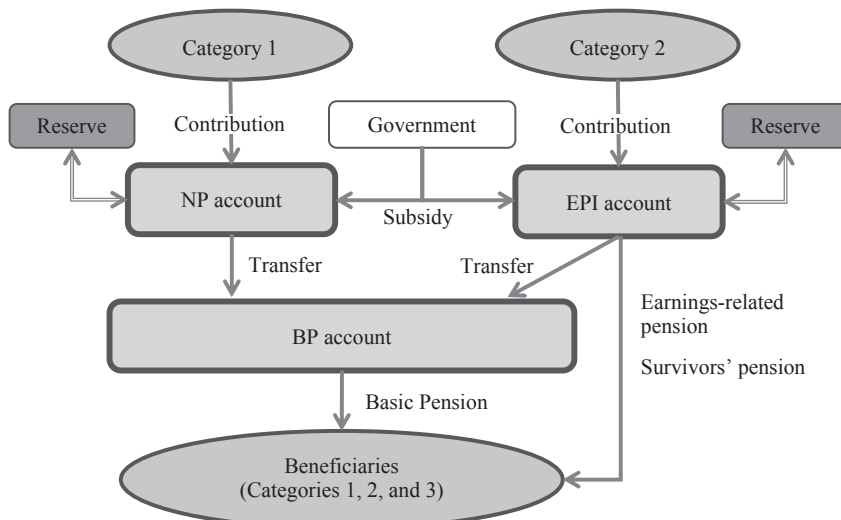 Category 1
Category 2
Reserve
Contribution
Government
Contribution
Reserve
NP account
Subsidy
EPI account
Transfer
Transfer
Earnings-related
pension
BP account
Survivors’ pension
Basic Pension
Beneficiaries
(Categories 1, 2, and 3)